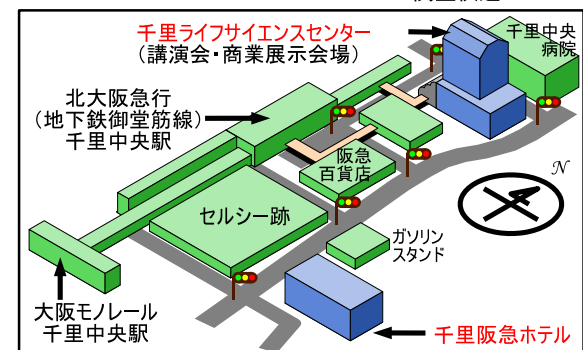 千里ライフサイエンスセンター
(講演会・商業展示会場)
千里中央
病院
北大阪急行
(地下鉄御堂筋線)
千里中央駅
阪急
百貨店
N
セルシー跡
ガソリン
スタンド
大阪モノレール
千里中央駅
千里阪急ホテル